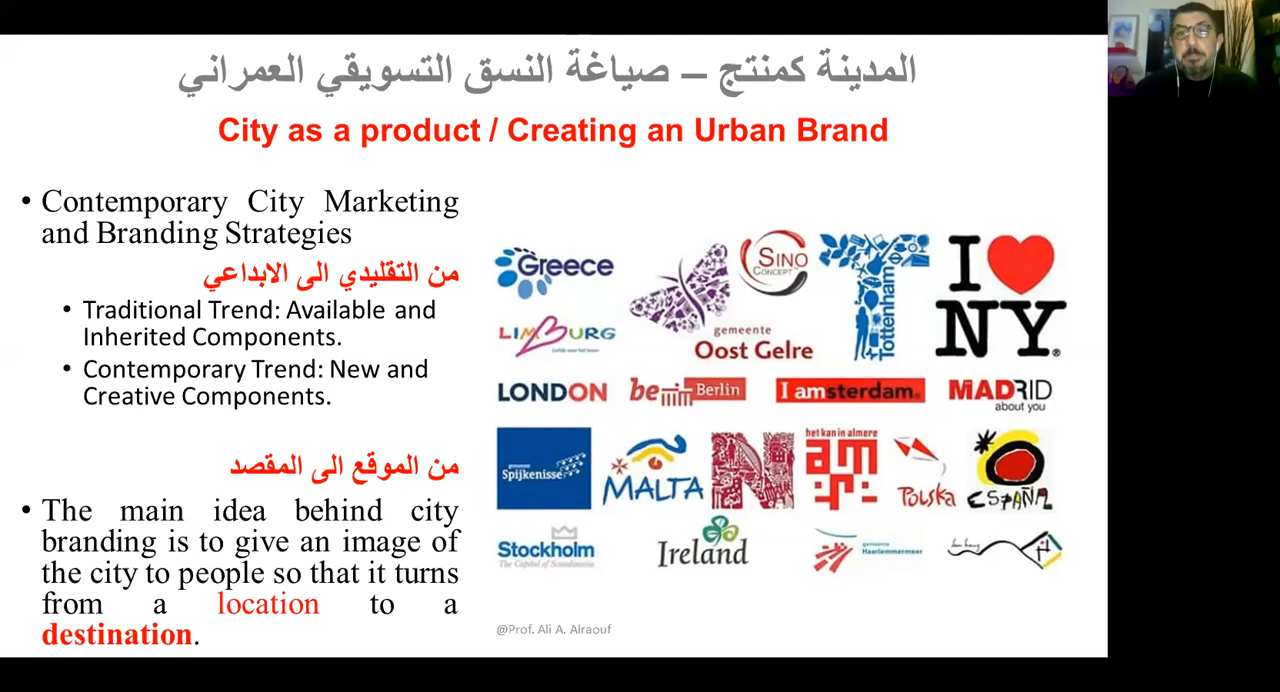 المدينة كمنتج – صياغة النسق التسويقي العمراني
City as a product / Creating an Urban Brand
• Contemporary City Marketing
and Branding Strategies
من التقليدي الى الابداعي
• Traditional Trend: Available and
Inherited Components.
• Contemporary Trend: New and
Creative Components.
من الموقع الى المقصد
• The main idea behind city
branding is to give an image of
the city to people so that it turns
from a location to a
destination.
Greece
SINO
CONCEPT
Tottenham
I ♥
NY®
LIMBURG
gemeente
Oost Gelre
LONDON
be Berlin
I amsterdam.
MADRID
about you
gemeente
Spijkenisse
MALTA
N
het kan in almere
Polska
ESPAÑA
Stockholm
The Capital of Scandinavia
Ireland
gemeente
Haarlemmermeer
@Prof. Ali A. Alraouf